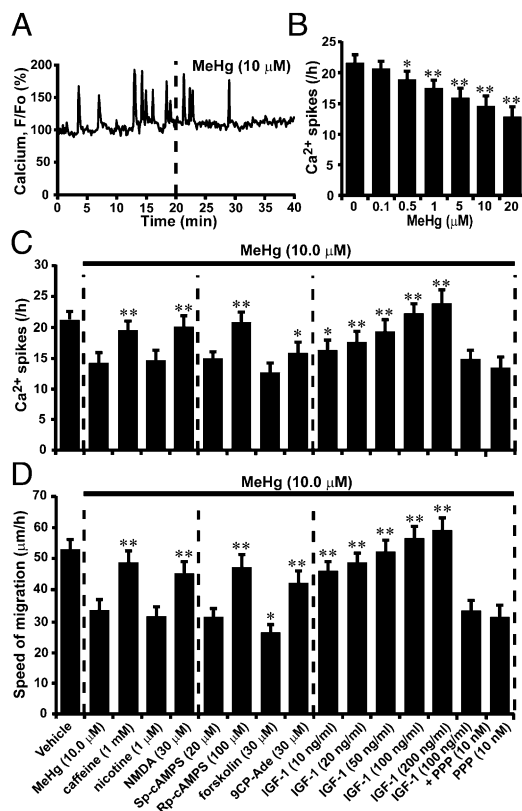 A
MeHg (10 μM)
Calcium, F/Fo (%)
200
150
100
50
0
0 5 10 15 20 25 30 35 40
Time (min)
B
Ca2+ spikes (/h)
25
20
15
10
5
0
* ** ** ** **
0 0.1 0.5 1 5 10 20
MeHg (μM)
C
MeHg (10.0 μM)
Ca2+ spikes (/h)
30
25
20
15
10
5
0
** ** ** * * ** ** ** **
D
MeHg (10.0 μM)
Speed of migration (μm/h)
70
60
50
40
30
20
10
0
** ** ** * ** ** ** ** ** **
Vehicle
MeHg (10.0 μM)
caffeine (1 mM)
nicotine (1 μM)
NMDA (30 μM)
Sp-cAMPS (20 μM)
Rp-cAMPS (100 μM)
forskolin (30 μM)
9CP-Ade (30 μM)
IGF-1 (10 ng/ml)
IGF-1 (20 ng/ml)
IGF-1 (50 ng/ml)
IGF-1 (100 ng/ml)
IGF-1 (200 ng/ml)
IGF-1 (100 ng/ml)
+ PPP (10 nM)
PPP (10 nM)